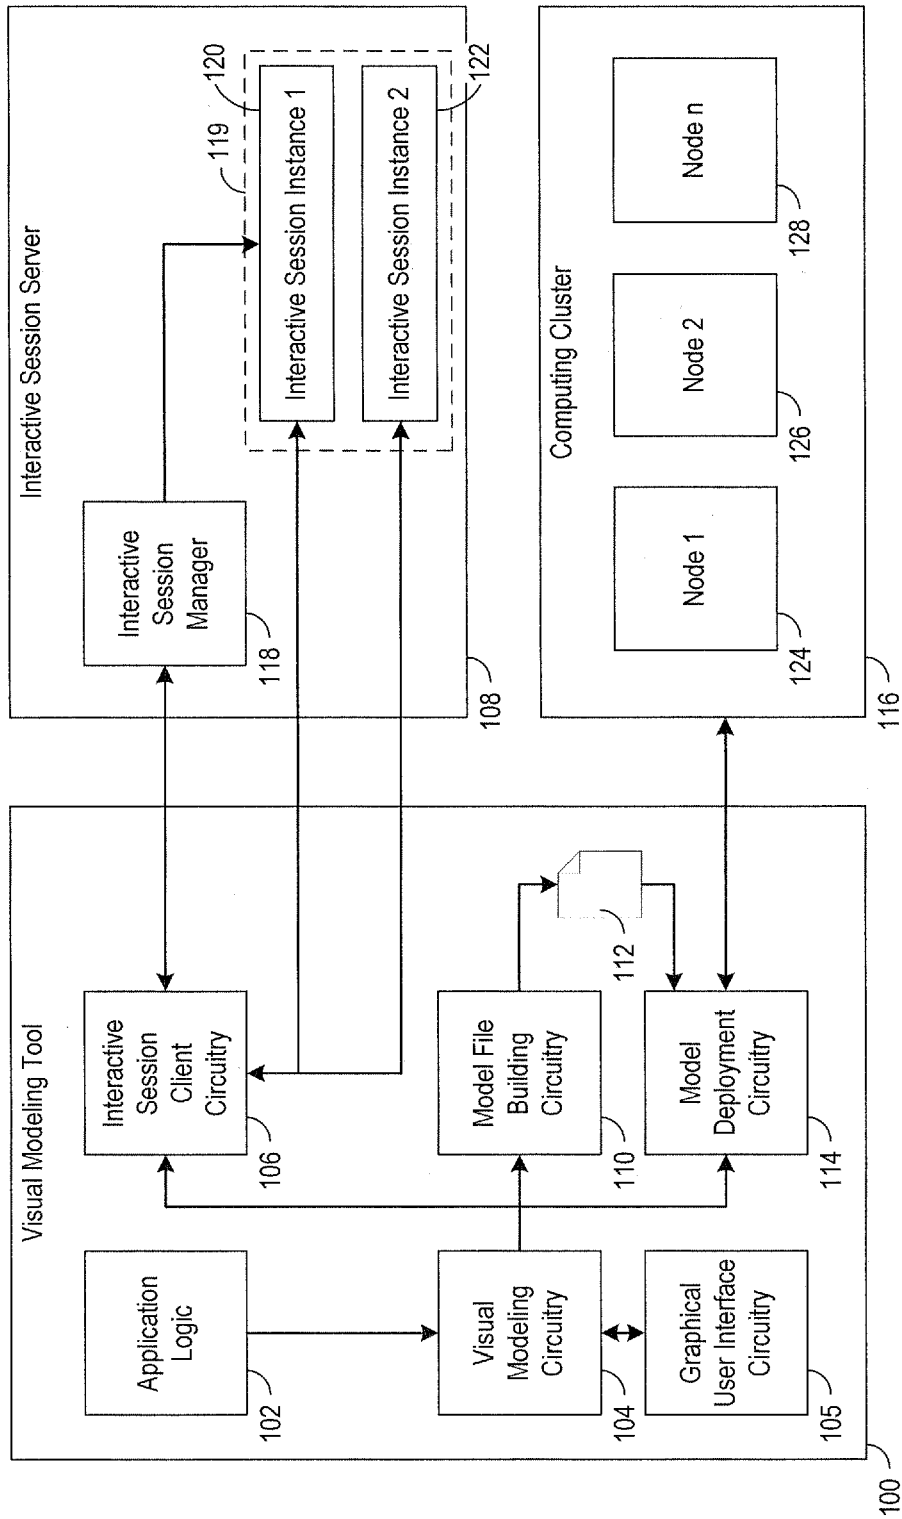 Visual Modeling Tool
Application
Logic
102
Interactive
Session
Client
Circuitry
106
Visual
Modeling
Circuitry
104
Model File
Building
Circuitry
110
112
Graphical
User Interface
Circuitry
105
Model
Deployment
Circuitry
114
100
Interactive Session Server
Interactive
Session
Manager
118
119
Interactive Session Instance 1
120
Interactive Session Instance 2
122
108
Computing Cluster
Node 1
124
Node 2
126
Node n
128
116